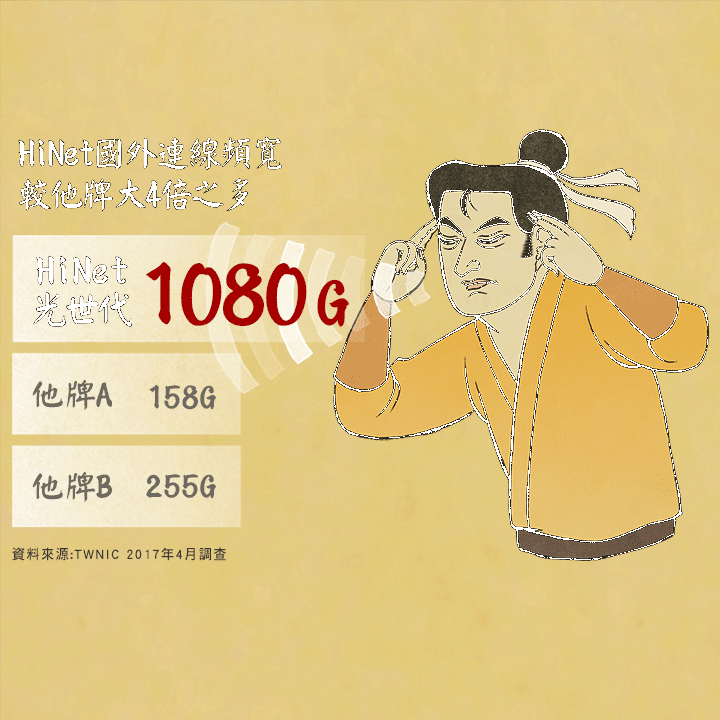 HiNet國外連線頻寬
較他牌大4倍之多
HiNet
光世代 1080G
他牌A 158G
他牌B 255G
資料來源:TWNIC 2017年4月調查